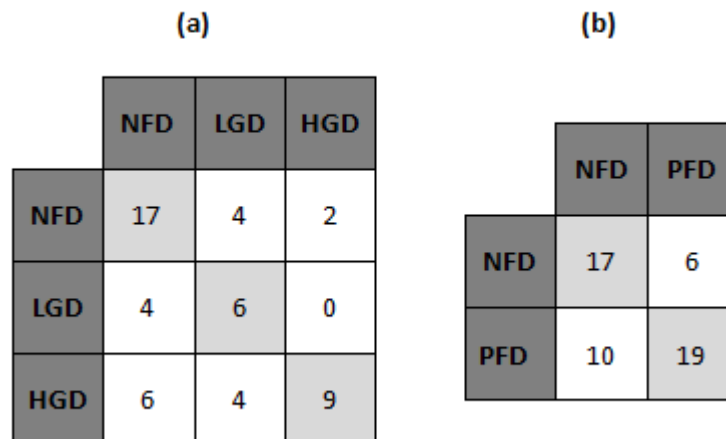 (a)
NFD LGD HGD
NFD 17 4 2
LGD 4 6 0
HGD 6 4 9
(b)
NFD PFD
NFD 17 6
PFD 10 19